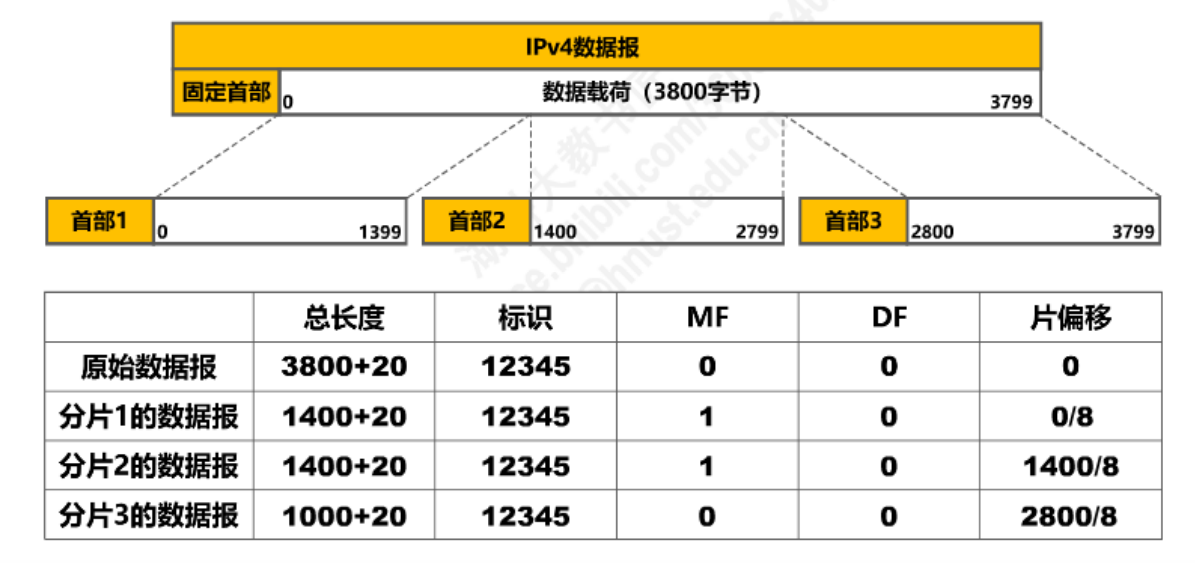 IPv4数据报
固定首部 0 数据载荷（3800字节） 3799
首部1 0 1399 首部2 1400 2799 首部3 2800 3799
总长度 标识 MF DF 片偏移
原始数据报 3800+20 12345 0 0 0
分片1的数据报 1400+20 12345 1 0 0/8
分片2的数据报 1400+20 12345 1 0 1400/8
分片3的数据报 1000+20 12345 0 0 2800/8